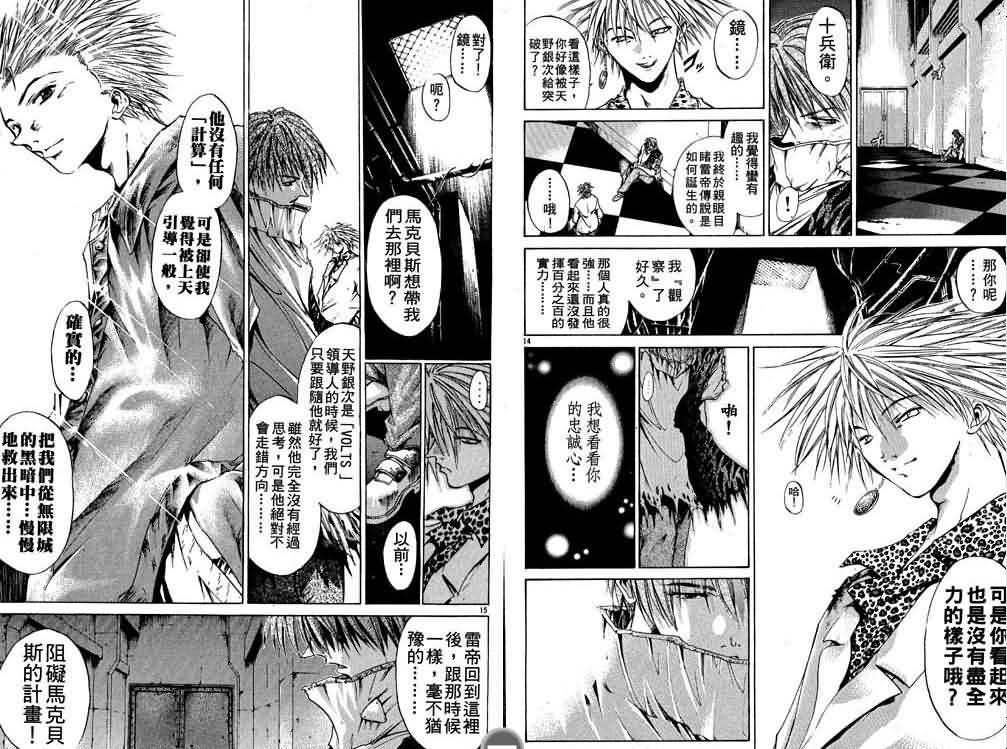 十兵衛。
鏡……
看這樣子，
你好像被天
野銀次給突
破了？
！
我覺得蠻有
趣的……
我終於親眼目
睹雷帝傳說是
如何誕生的。
……哦！
那你呢？
我『觀
察』了
好久。
那個人真的很
強……而且他
看起來還沒發
揮百分之百的
實力……
14
可是你看起來
也是沒有盡全
力的樣子哦？
哈！
啪！
……
我想看看你
的忠誠心…
對了！
鏡……
呃？
馬克貝斯想帶我
們去那裡啊？
…
以前…
天野銀次是「VOLTS」
領導人的時候，我們
只要跟隨他就好了，
雖然他完全沒有經過
思考，可是他絕對不
會走錯方向……
他沒有任何
「計算」，
可是卻使我
覺得被上天
引導一般，
確實的…
把我們從無限城
的黑暗中…慢慢
地救出來………
15
雷帝回到這裡
後，跟那時候
一樣，毫不猶
豫的……
阻礙馬克貝
斯的計畫！